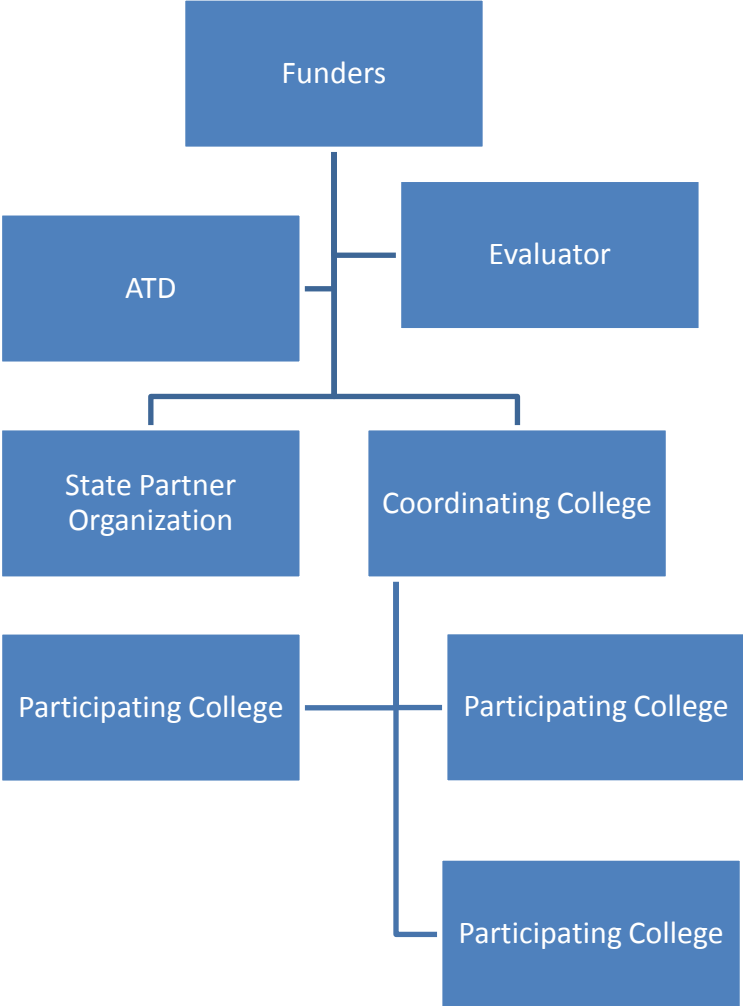 Funders
Evaluator
ATD
State Partner
Organization
Coordinating College
Participating College
Participating College
Participating College